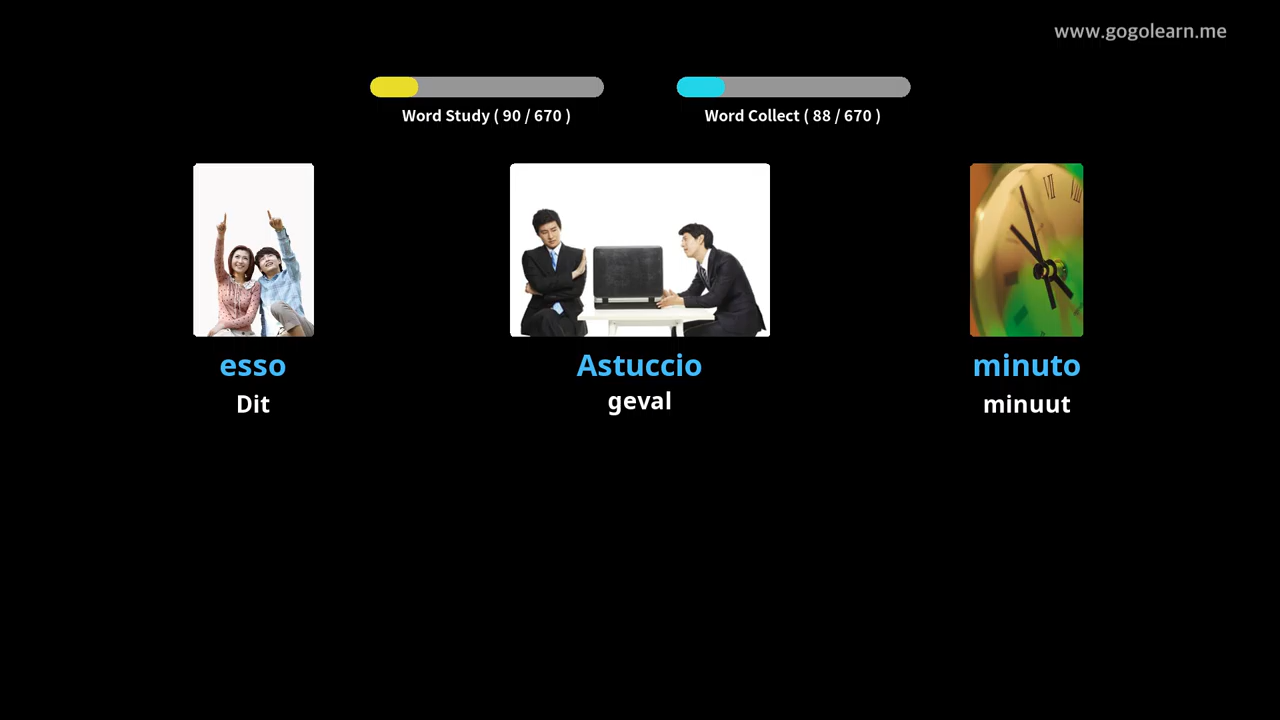 www.gogolearn.me
Word Study ( 90 / 670 )
Word Collect ( 88 / 670 )
esso
Dit
Astuccio
geval
minuto
minuut